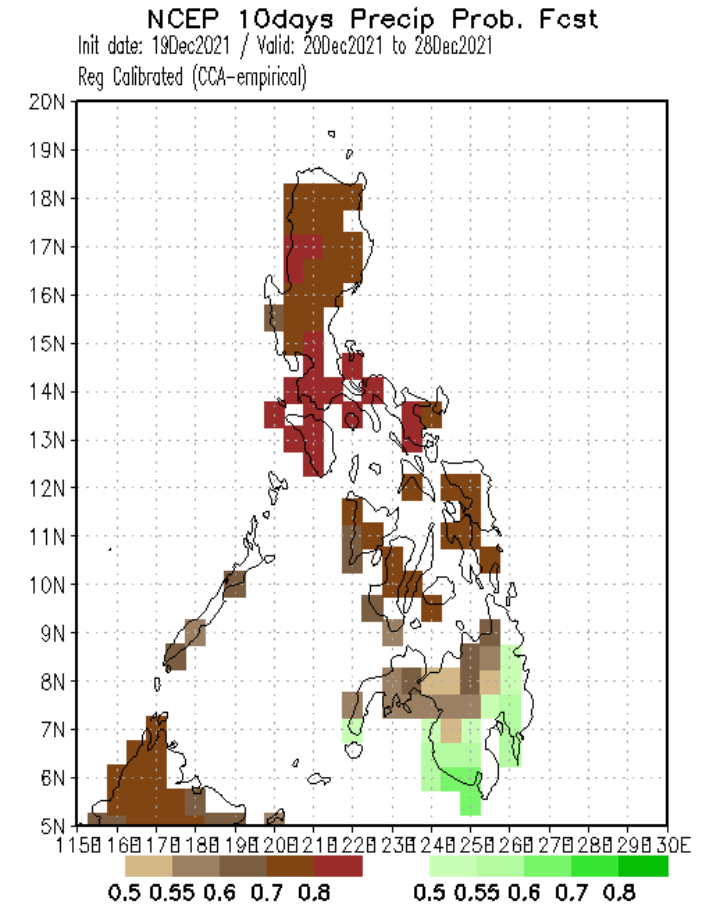 NCEP 10days Precip Prob. Fcst
Init date: 19Dec2021 / Valid: 20Dec2021 to 28Dec2021
Reg Calibrated (CCA-empirical)
20N
19N
18N
17N
16N
15N
14N
13N
12N
11N
10N
9N
8N
7N
6N
5N
115E 116E 117E 118E 119E 120E 121E 122E 123E 124E 125E 126E 127E 128E 129E 130E
0.5 0.55 0.6 0.7 0.8 0.5 0.55 0.6 0.7 0.8